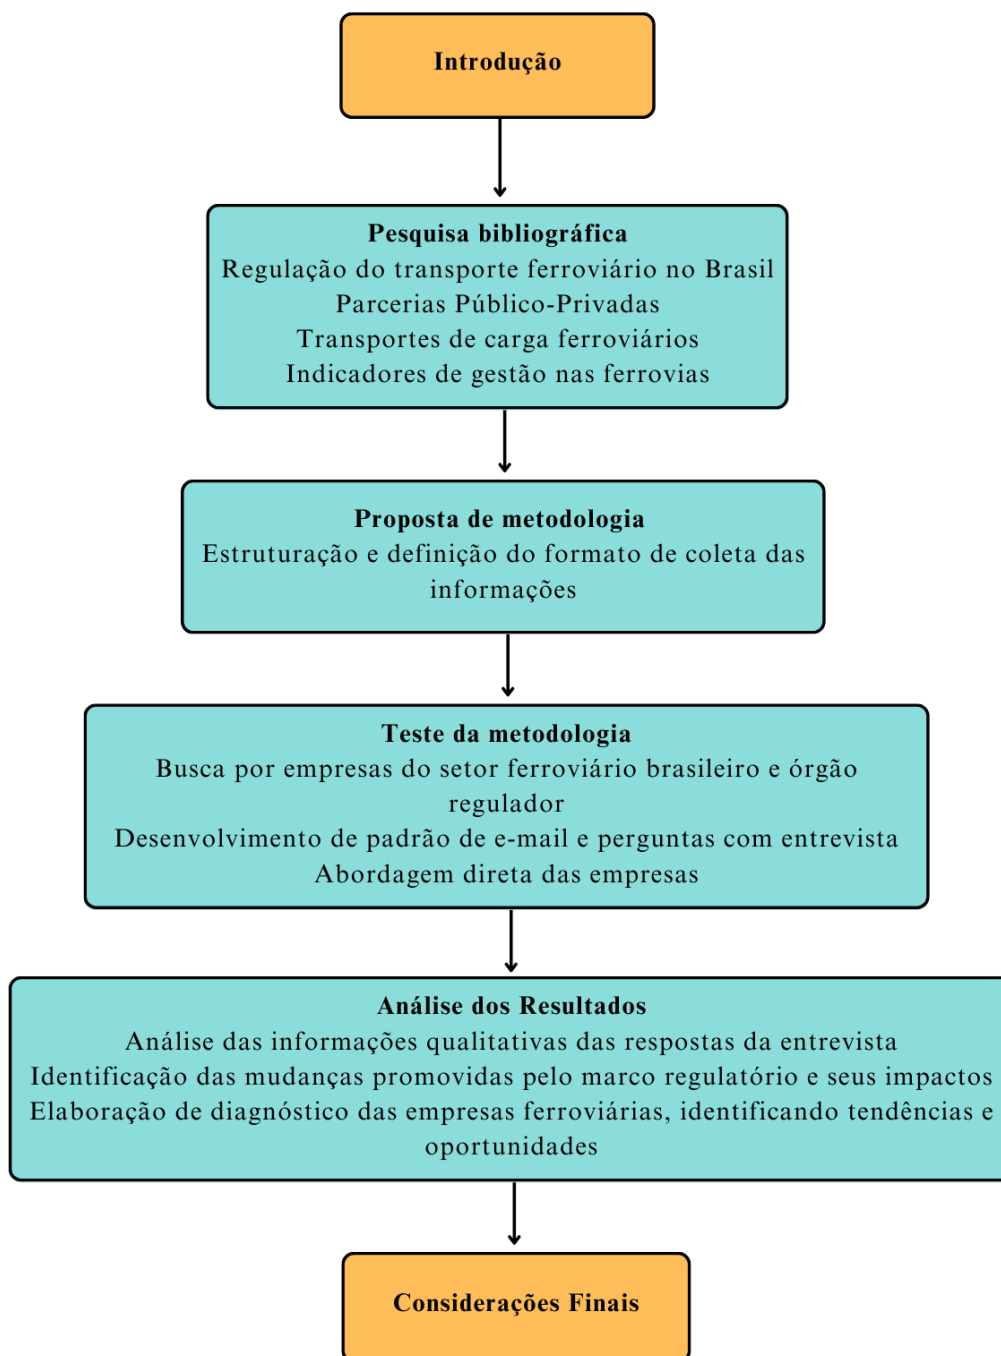 Introdução
Pesquisa bibliográfica
Regulação do transporte ferroviário no Brasil
Parcerias Público-Privadas
Transportes de carga ferroviários
Indicadores de gestão nas ferrovias
Proposta de metodologia
Estruturação e definição do formato de coleta das
informações
Teste da metodologia
Busca por empresas do setor ferroviário brasileiro e órgão
regulador
Desenvolvimento de padrão de e-mail e perguntas com entrevista
Abordagem direta das empresas
Análise dos Resultados
Análise das informações qualitativas das respostas da entrevista
Identificação das mudanças promovidas pelo marco regulatório e seus impactos
Elaboração de diagnóstico das empresas ferroviárias, identificando tendências e
oportunidades
Considerações Finais